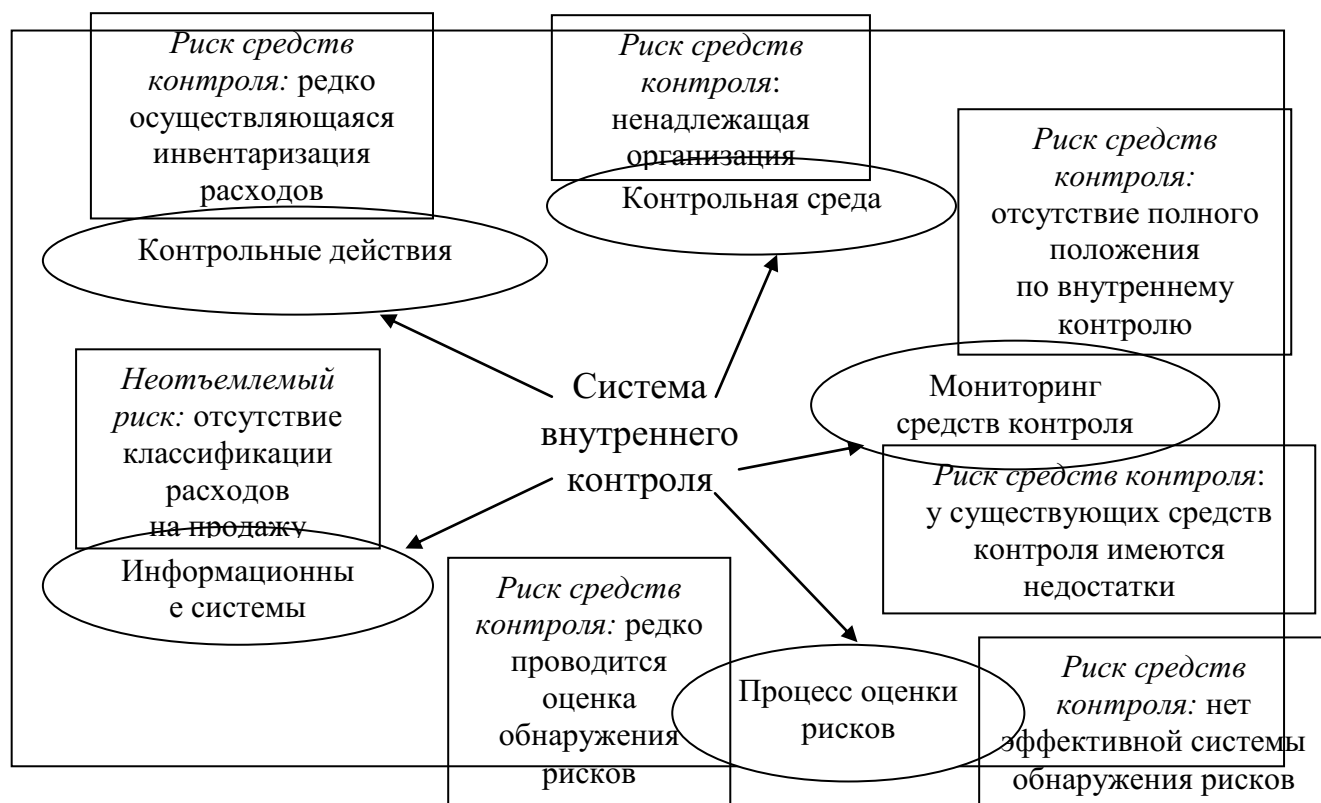 Риск средств
контроля: редко
осуществляющаяся
инвентаризация
расходов
Контрольные действия
Риск средств
контроля:
ненадлежащая
организация
Контрольная среда
Риск средств
контроля:
отсутствие полного
положения
по внутреннему
контролю
Мониторинг
средств контроля
Риск средств контроля:
у существующих средств
контроля имеются
недостатки
Система
внутреннего
контроля
Неотъемлемый
риск: отсутствие
классификации
расходов
на продажу
Информационны
е системы
Риск средств
контроля: редко
проводится
оценка
обнаружения
рисков
Процесс оценки
рисков
Риск средств
контроля: нет
эффективной системы
обнаружения рисков